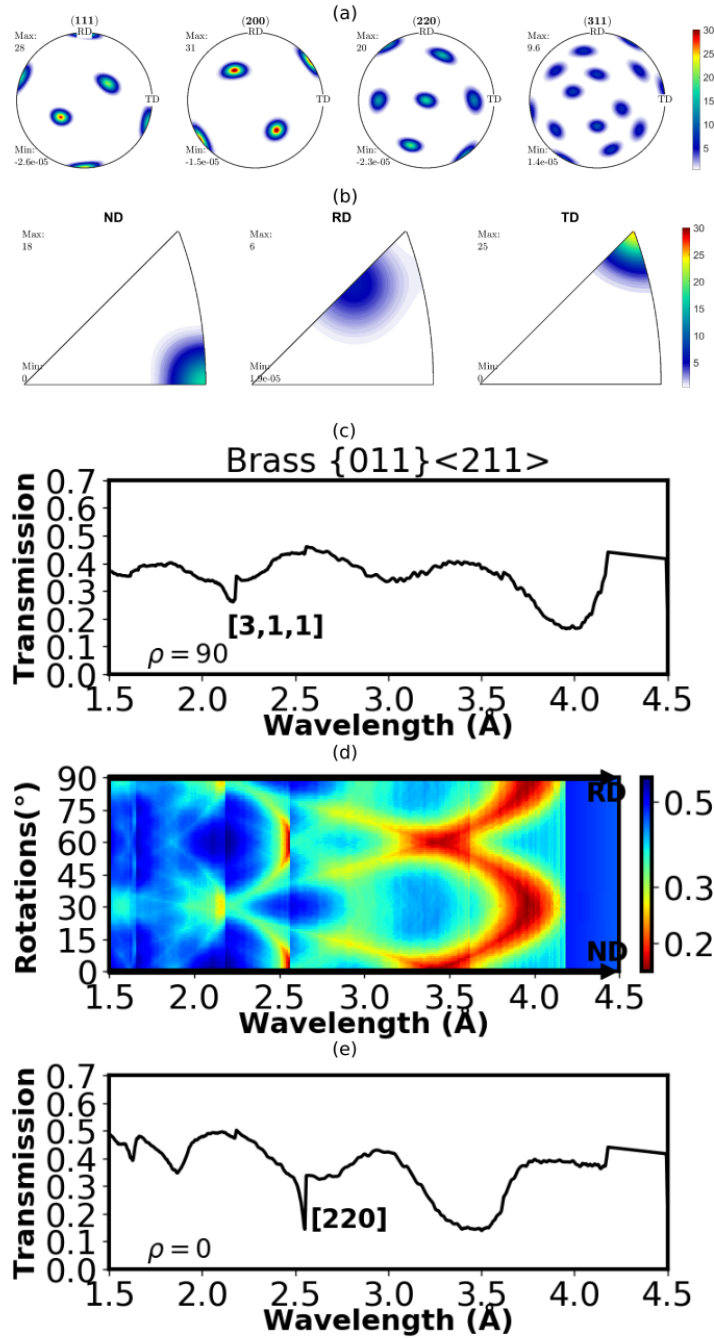 (a)
(111)
RD
Max:
28
TD
Min:
-2.6e-05
(200)
RD
Max:
31
TD
Min:
-1.5e-05
(220)
RD
Max:
20
TD
Min:
-2.3e-05
(311)
RD
Max:
9.6
TD
Min:
1.4e-05
30
25
20
15
10
5
(b)
ND
Max:
18
Min:
0
RD
Max:
6
Min:
1.9e-05
TD
Max:
25
Min:
0
30
25
20
15
10
5
(c)
Brass {011}<211>
Transmission
0.7
0.6
0.5
0.4
0.3
0.2
0.1
0.0
[3,1,1]
ρ = 90
1.5 2.0 2.5 3.0 3.5 4.0 4.5
Wavelength (Å)
(d)
Rotations(°)
90
75
60
45
30
15
0
RD
ND
0.5
0.3
0.2
1.5 2.0 2.5 3.0 3.5 4.0 4.5
Wavelength (Å)
(e)
Transmission
0.7
0.6
0.5
0.4
0.3
0.2
0.1
0.0
[220]
ρ = 0
1.5 2.0 2.5 3.0 3.5 4.0 4.5
Wavelength (Å)